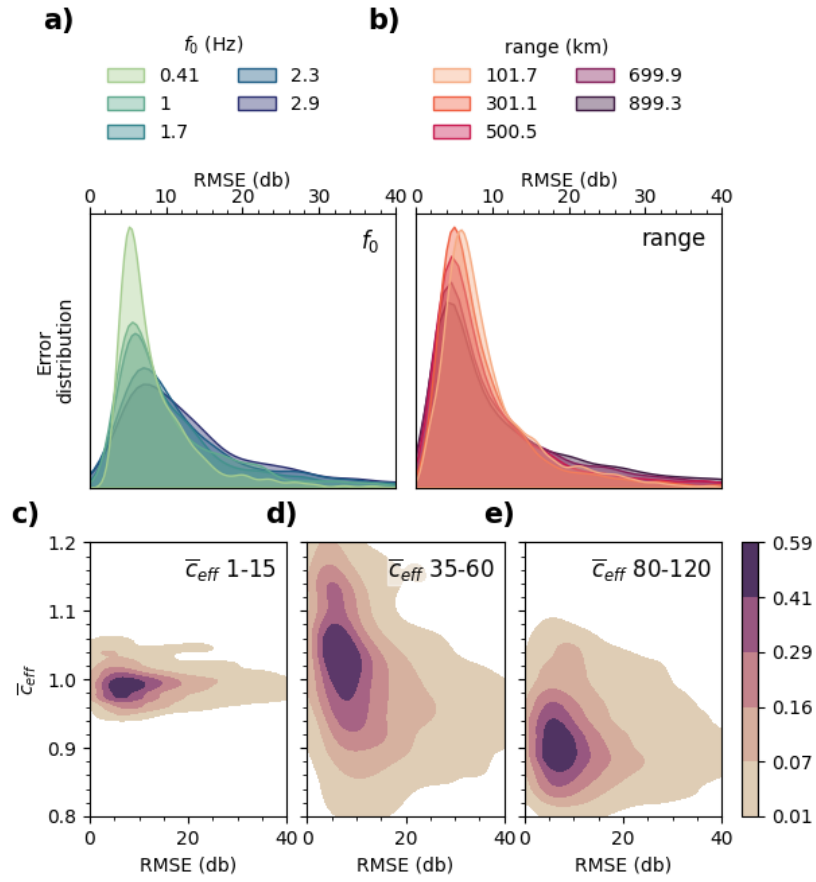 a)
b)
f₀ (Hz)
range (km)
0.41
2.3
1
2.9
1.7
101.7
699.9
301.1
899.3
500.5
RMSE (db)
RMSE (db)
0 10 20 30 40
0 10 20 30 40
f₀
range
Error
distribution
c)
d)
e)
c̅eff 1-15
c̅eff 35-60
c̅eff 80-120
c̅eff
1.2
1.1
1.0
0.9
0.8
0 20 40
0 20 40
0 20 40
RMSE (db)
RMSE (db)
RMSE (db)
0.59
0.41
0.29
0.16
0.07
0.01